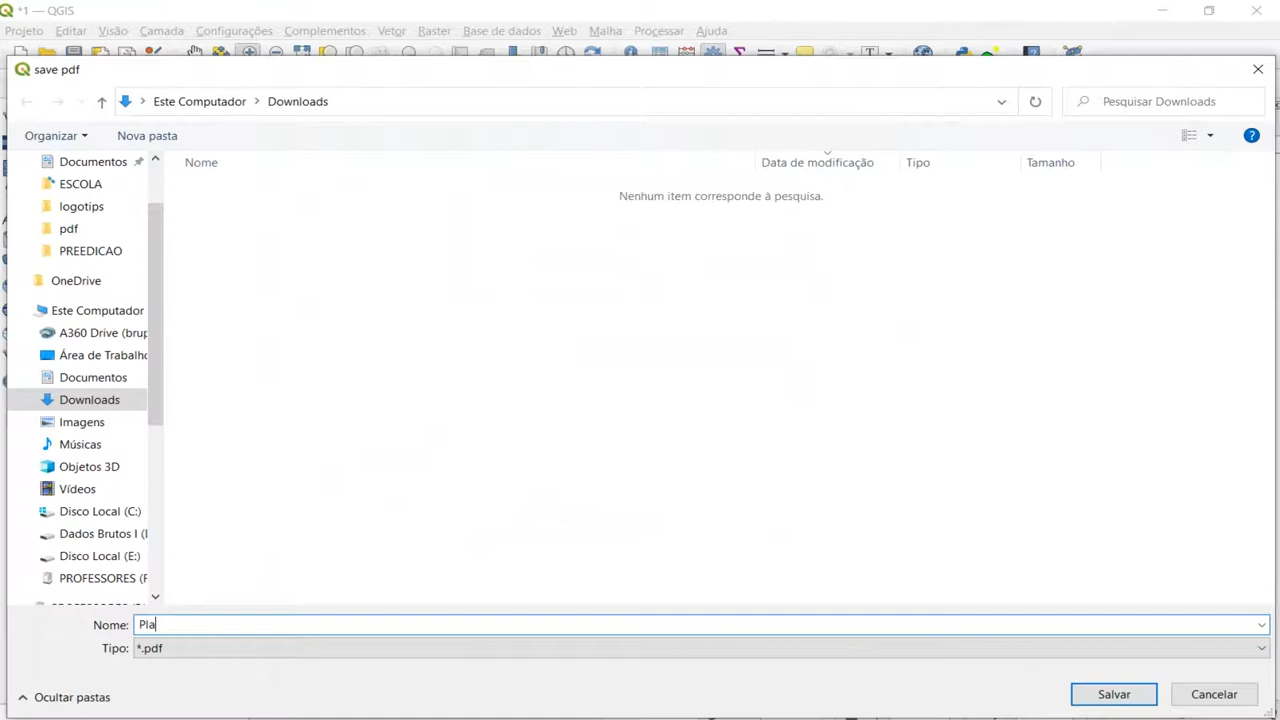 *1 — QGIS
Projeto Editar Visão Camada Configurações Complementos Vetor Raster Base de dados Web Malha Processar Ajuda
save pdf
Este Computador > Downloads
Pesquisar Downloads
Organizar Nova pasta
Nome Data de modificação Tipo Tamanho
Nenhum item corresponde à pesquisa.
Documentos
ESCOLA
logotips
pdf
PREEDICAO
OneDrive
Este Computador
A360 Drive (brup
Área de Trabalho
Documentos
Downloads
Imagens
Músicas
Objetos 3D
Vídeos
Disco Local (C:)
Dados Brutos I (
Disco Local (E:)
PROFESSORES (F
Nome: Pla
Tipo: *.pdf
Ocultar pastas
Salvar Cancelar